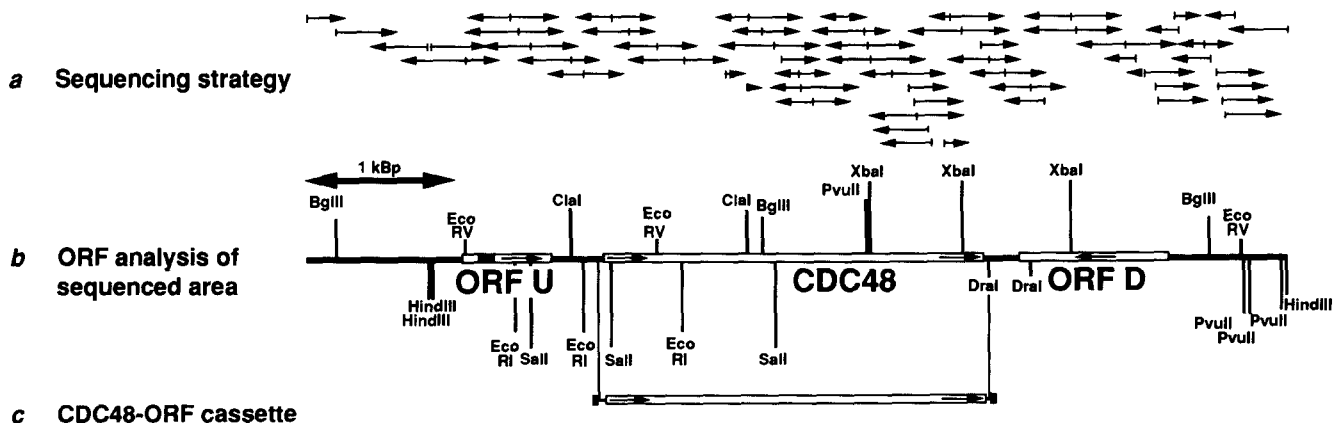 a Sequencing strategy
1 kBp
BglII
Eco
RV
ClaI
Eco
RV
ClaI
BglII
PvuII
XbaI
XbaI
XbaI
BglII
Eco
RV
b ORF analysis of
sequenced area
HindIII
HindIII
ORF U
Eco
RI
SalI
Eco
RI
SalI
Eco
RI
SalI
CDC48
DraI
DraI
ORF D
PvuII
PvuII
PvuII
HindIII
c CDC48-ORF cassette